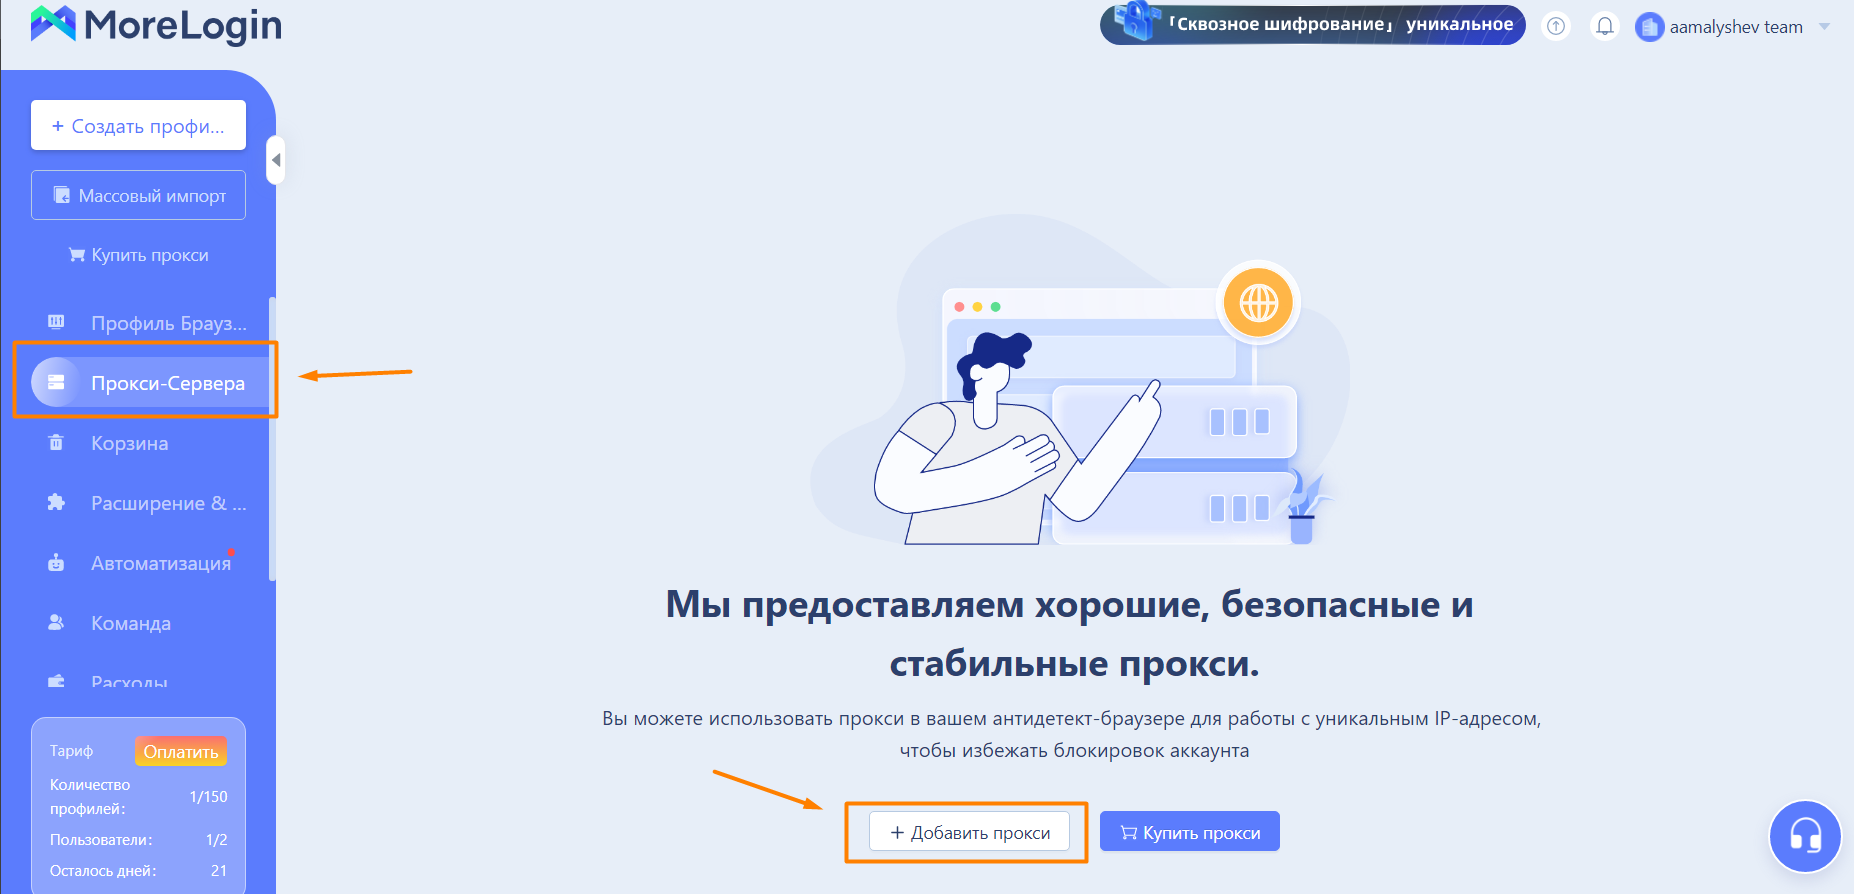 MoreLogin
「Сквозное шифрование」 уникальное
aamalyshev team
+ Создать профи...
Массовый импорт
Купить прокси
Профиль Брауз...
Прокси-Сервера
Корзина
Расширение & ...
Автоматизация
Команда
Расходы
Тариф Оплатить
Количество
профилей: 1/150
Пользователи: 1/2
Осталось дней: 21
Мы предоставляем хорошие, безопасные и
стабильные прокси.
Вы можете использовать прокси в вашем антидетект-браузере для работы с уникальным IP-адресом,
чтобы избежать блокировок аккаунта
+ Добавить прокси
Купить прокси